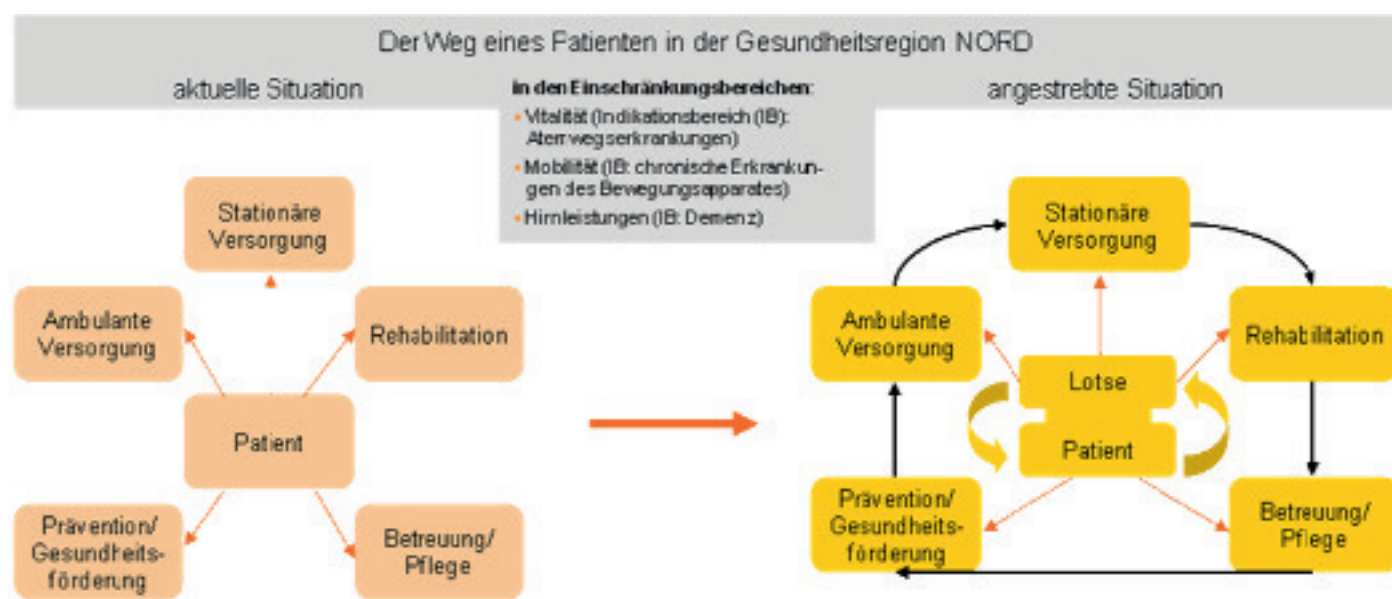 Der Weg eines Patienten in der Gesundheitsregion NORD
aktuelle Situation
in den Einschränkungsbereichen:
• Vitalität (Indikationsbereich (IB):
Atemwegserkrankungen)
• Mobilität (IB: chronische Erkrankun-
gen des Bewegungsapparates)
• Hirnleistungen (IB: Demenz)
angestrebte Situation
Stationäre
Versorgung
Ambulante
Versorgung
Rehabilitation
Patient
Prävention/
Gesundheits-
förderung
Betreuung/
Pflege
Stationäre
Versorgung
Ambulante
Versorgung
Rehabilitation
Lotse
Patient
Prävention/
Gesundheits-
förderung
Betreuung/
Pflege